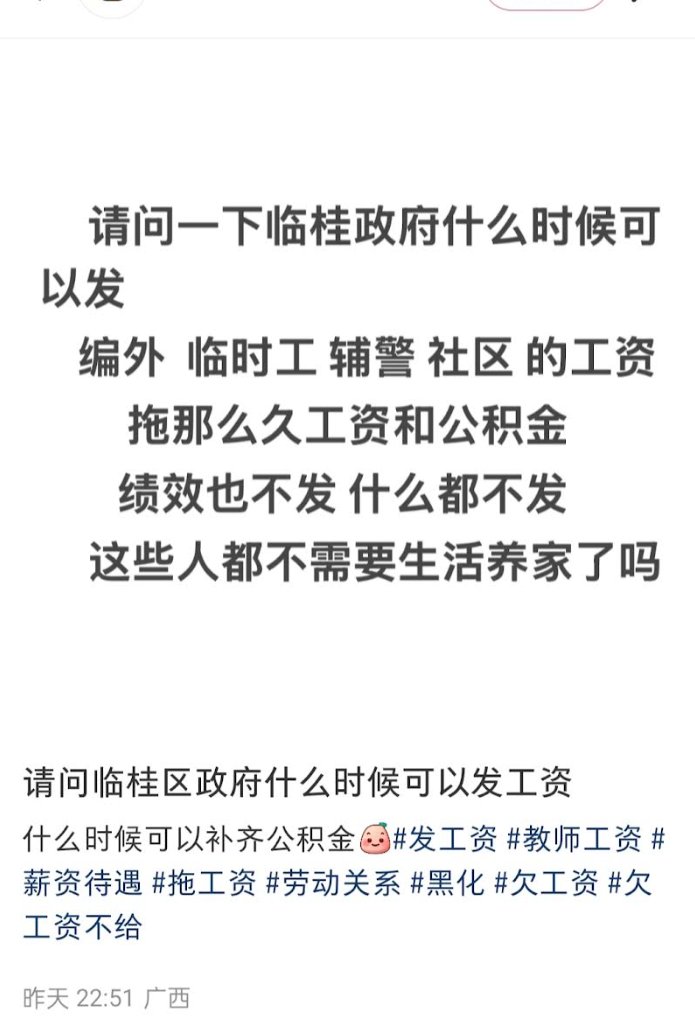 请问一下临桂政府什么时候可
以发
编外 临时工 辅警 社区 的工资
拖那么久工资和公积金
绩效也不发 什么都不发
这些人都不需要生活养家了吗
请问临桂区政府什么时候可以发工资
什么时候可以补齐公积金#发工资 #教师工资 #
薪资待遇 #拖工资 #劳动关系 #黑化 #欠工资 #欠
工资不给
昨天 22:51 广西